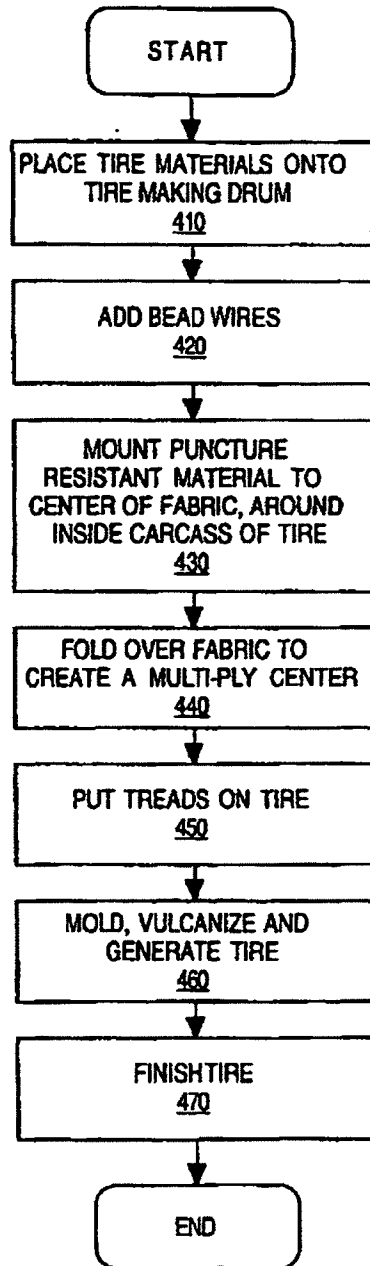 START
PLACE TIRE MATERIALS ONTO
TIRE MAKING DRUM
410
ADD BEAD WIRES
420
MOUNT PUNCTURE
RESISTANT MATERIAL TO
CENTER OF FABRIC, AROUND
INSIDE CARCASS OF TIRE
430
FOLD OVER FABRIC TO
CREATE A MULTI-PLY CENTER
440
PUT TREADS ON TIRE
450
MOLD, VULCANIZE AND
GENERATE TIRE
460
FINISH TIRE
470
END